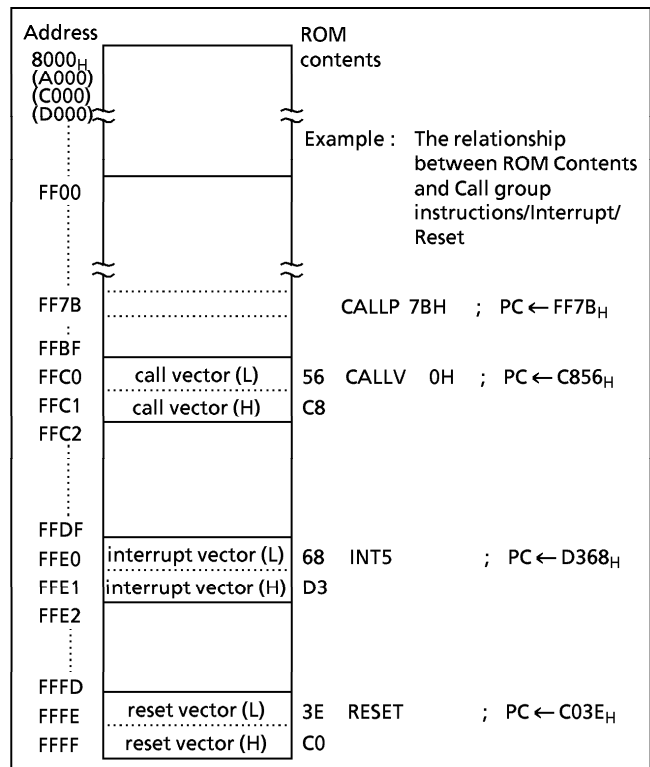 Address ROM
8000H contents
(A000)
(C000)
(D000)
Example : The relationship
between ROM Contents
and Call group
instructions/Interrupt/
Reset
FF00
FF7B CALLP 7BH ; PC ← FF7BH
FFBF
FFC0 call vector (L) 56 CALLV 0H ; PC ← C856H
FFC1 call vector (H) C8
FFC2
FFDF
FFE0 interrupt vector (L) 68 INT5 ; PC ← D368H
FFE1 interrupt vector (H) D3
FFE2
FFFD
FFFE reset vector (L) 3E RESET ; PC ← C03EH
FFFF reset vector (H) C0